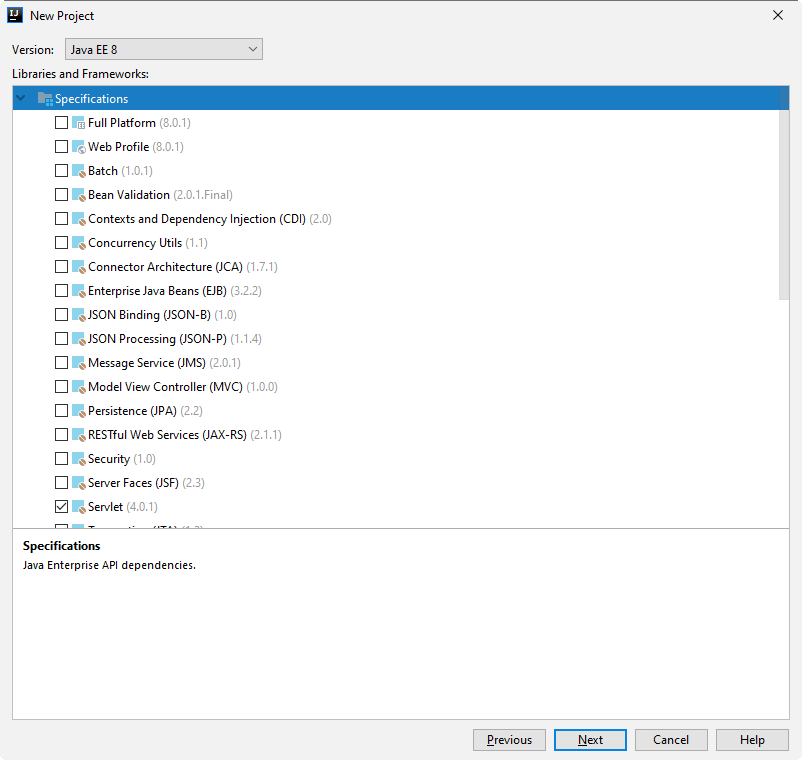 New Project
Version: Java EE 8
Libraries and Frameworks:
Specifications
Full Platform (8.0.1)
Web Profile (8.0.1)
Batch (1.0.1)
Bean Validation (2.0.1.Final)
Contexts and Dependency Injection (CDI) (2.0)
Concurrency Utils (1.1)
Connector Architecture (JCA) (1.7.1)
Enterprise Java Beans (EJB) (3.2.2)
JSON Binding (JSON-B) (1.0)
JSON Processing (JSON-P) (1.1.4)
Message Service (JMS) (2.0.1)
Model View Controller (MVC) (1.0.0)
Persistence (JPA) (2.2)
RESTful Web Services (JAX-RS) (2.1.1)
Security (1.0)
Server Faces (JSF) (2.3)
Servlet (4.0.1)
Specifications
Java Enterprise API dependencies.
Previous Next Cancel Help